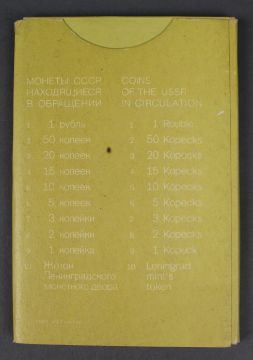 МОНЕТЫ СССР
НАХОДЯЩИЕСЯ
В ОБРАЩЕНИИ
1 1 рубль
2 50 копеек
3 20 копеек
4 15 копеек
5 10 копеек
6 5 копеек
7 3 копейки
8 2 копейки
9 1 копейка
10 Жетон
Ленинградского
монетного двора
COINS
OF THE USSR
IN CIRCULATION
1 1 Rouble
2 50 Kopecks
3 20 Kopecks
4 15 Kopecks
5 10 Kopecks
6 5 Kopecks
7 3 Kopecks
8 2 Kopecks
9 1 Kopeck
10 Leningrad
mint's
token